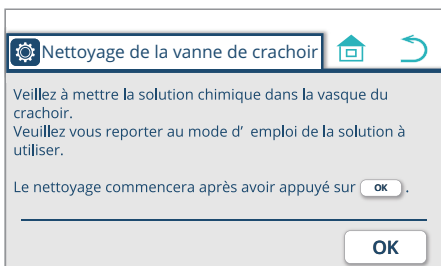 Nettoyage de la vanne de crachoir
Veillez à mettre la solution chimique dans la vasque du
crachoir.
Veuillez vous reporter au mode d’ emploi de la solution à
utiliser.
Le nettoyage commencera après avoir appuyé sur OK .
OK